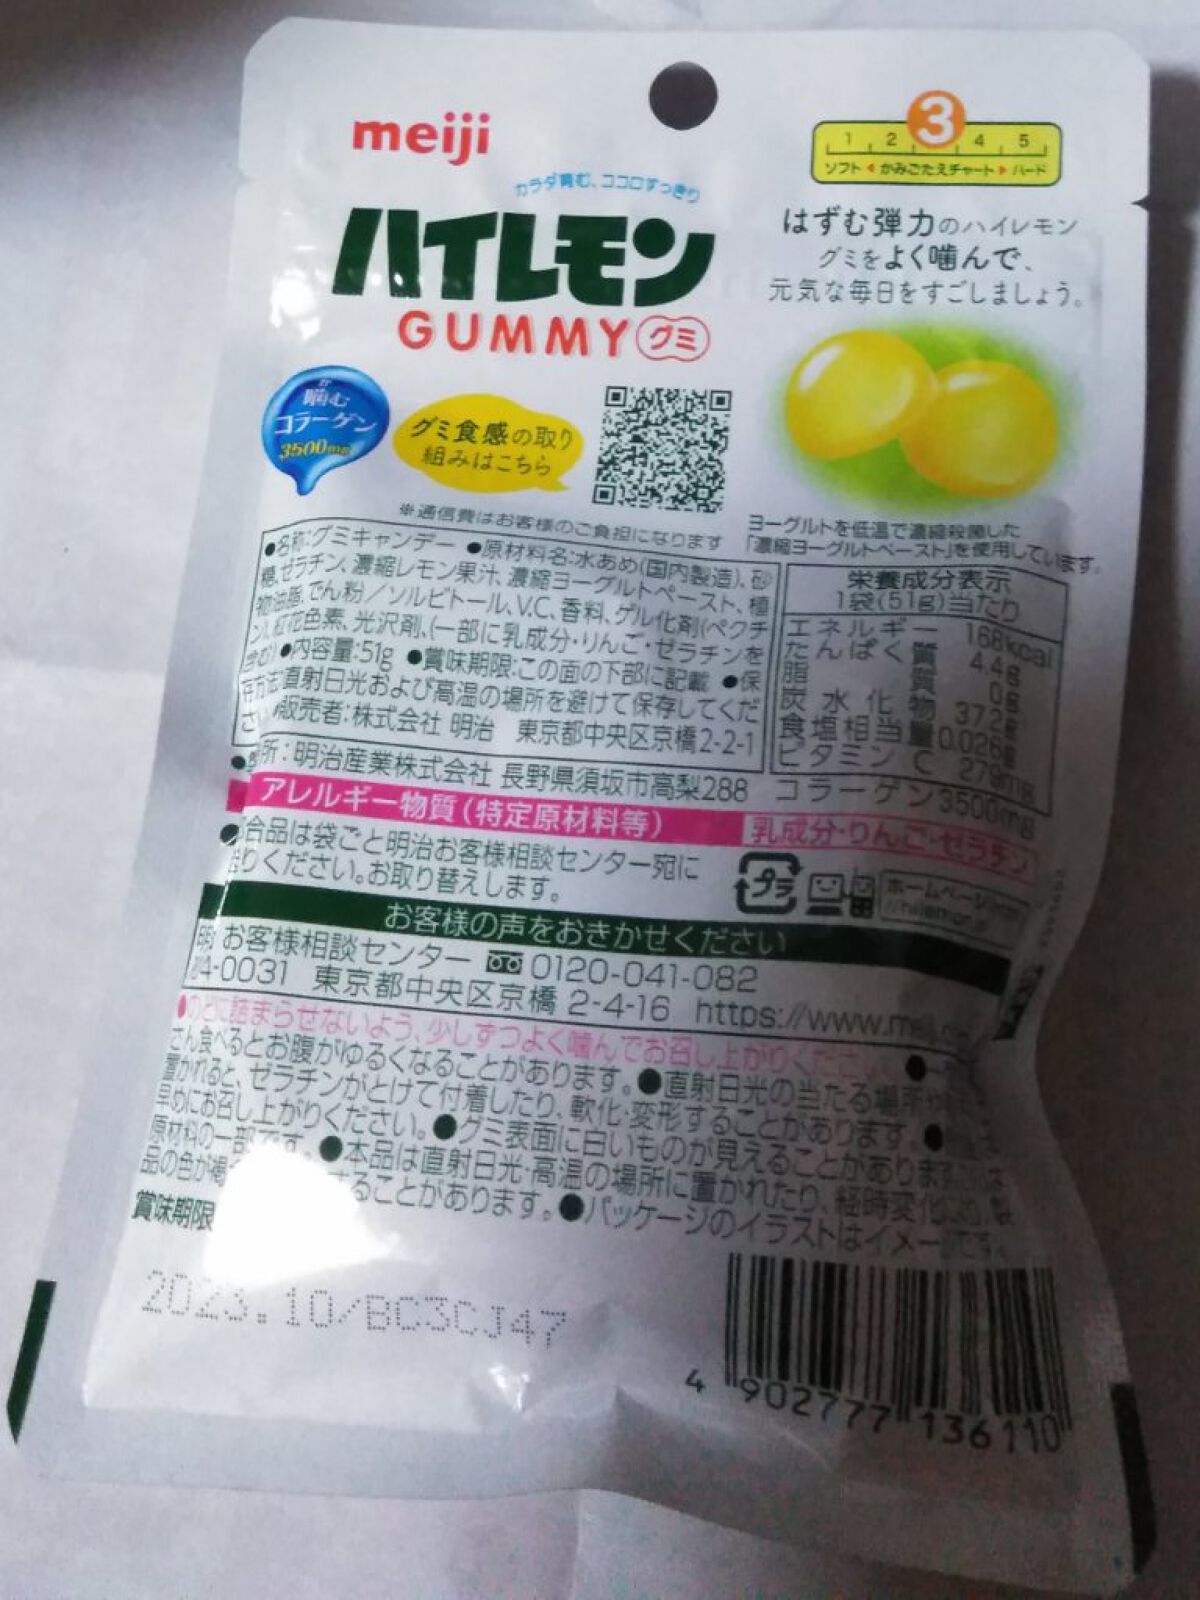 meiji
カラダ育む、ココロすっきり
ハイレモン
GUMMY グミ
3
1 2 4 5
ソフト ◀ かみごたえチャート ▶ ハード
はずむ弾力のハイレモン
グミをよく噛んで、
元気な毎日をすごしましょう。
噛む
コラーゲン
3500mg
グミ食感の取り
組みはこちら
※通信費はお客様のご負担になります
ヨーグルトを低温で濃縮殺菌した
「濃縮ヨーグルトペースト」を使用しています。
●名称:グミキャンデー ●原材料名:水あめ(国内製造)、砂
糖、ゼラチン、濃縮レモン果汁、濃縮ヨーグルトペースト、植
物油脂、でん粉/ソルビトール、V.C、香料、ゲル化剤(ペクチ
ン)、紅花色素、光沢剤、(一部に乳成分・りんご・ゼラチンを
含む) ●内容量:51g ●賞味期限:この面の下部に記載 ●保
存方法:直射日光および高温の場所を避けて保存してくだ
さい ●販売者:株式会社 明治 東京都中央区京橋2-2-1
所:明治産業株式会社 長野県須坂市高梨288
栄養成分表示
1袋(51g)当たり
エネルギー 168kcal
たんぱく質 4.4g
脂質 0g
炭水化物 37.2g
食塩相当量 0.026g
ビタミンC 279mg
コラーゲン 3500mg
アレルギー物質(特定原材料等) 乳成分・りんご・ゼラチン
合品は袋ごと明治お客様相談センター宛に
りください。お取り替えします。
プラ
ホームページ
お客様の声をおきかせください
明 お客様相談センター 0120-041-082
4-0031 東京都中央区京橋 2-4-16 https://www.meiji.co
●のどに詰まらせないよう、少しずつよく噛んでお召し上がりください。●
さん食べるとお腹がゆるくなることがあります。●直射日光の当たる場所や
置かれると、ゼラチンがとけて付着したり、軟化・変形することがあります。●
早めにお召し上がりください。●グミ表面に白いものが見えることがありますが、
原材料の一部です。●本品は直射日光・高温の場所に置かれたり、経時変化により、
品の色が することがあります。●パッケージのイラストはイメージです。
賞味期限
2023.10/BC3CJ47
4 902777 136110